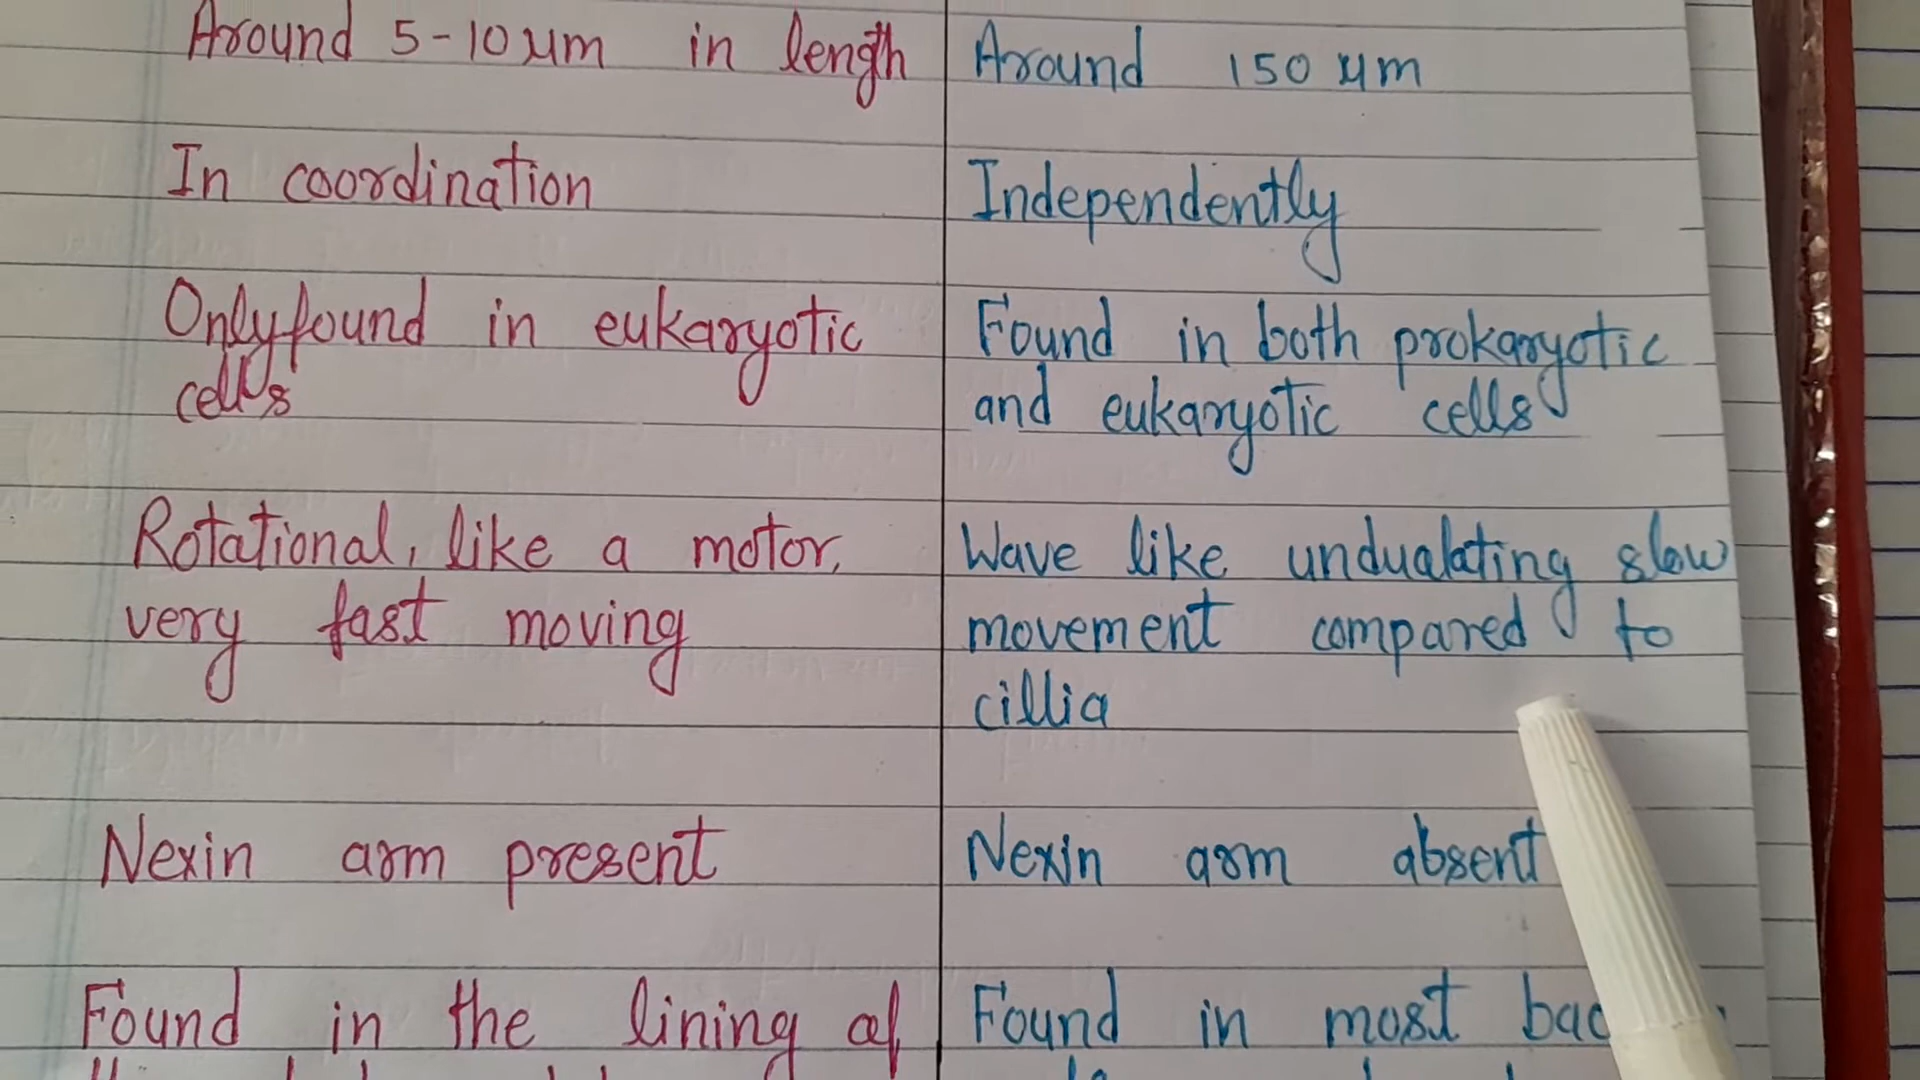 Around 5-10 µm in length
In coordination
Only found in eukaryotic
cells
Rotational, like a motor,
very fast moving
Nexin arm present
Found in the lining of
Around 150 µm
Independently
Found in both prokaryotic
and eukaryotic cells
Wave like undualating slow
movement compared to
cillia
Nexin arm absent
Found in most